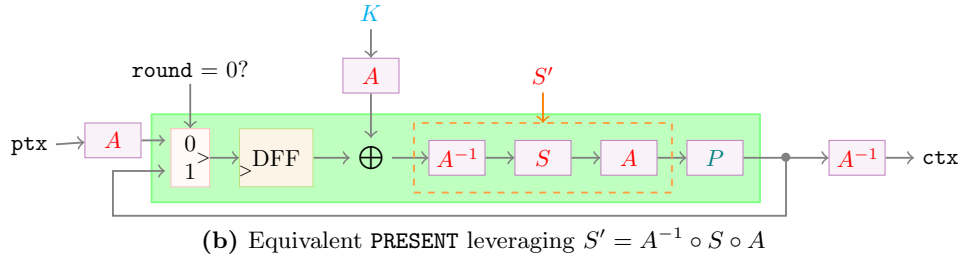 K
round = 0?
A
S′
ptx
A
0
1
>
>
DFF
⊕
A⁻¹
S
A
P
A⁻¹
ctx
(b) Equivalent PRESENT leveraging S′ = A⁻¹ ∘ S ∘ A